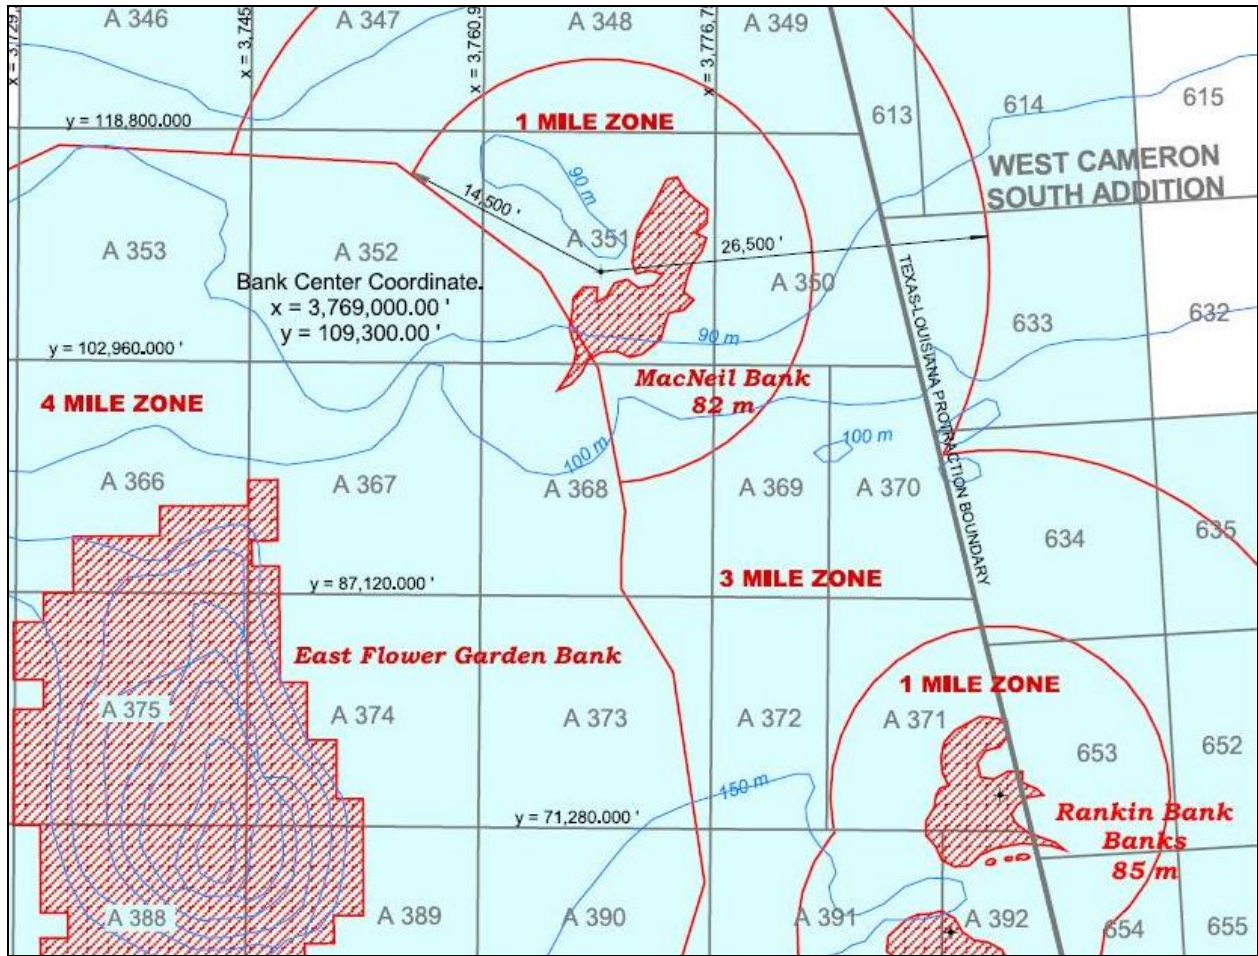 A 346
A 347
A 348
A 349
x = 3,745
613
614
615
1 MILE ZONE
y = 118,800.000
WEST CAMERON
SOUTH ADDITION
90 m
14,500 '
A 353
A 352
A 351
26,500 '
A 350
Bank Center Coordinate.
x = 3,769,000.00 '
y = 109,300.00 '
TEXAS-LOUISIANA PROTRACTION BOUNDARY
633
632
90 m
y = 102,960.000 '
MacNeil Bank
82 m
4 MILE ZONE
100 m
100 m
A 366
A 367
A 368
A 369
A 370
634
635
3 MILE ZONE
y = 87,120.000 '
East Flower Garden Bank
1 MILE ZONE
A 375
A 374
A 373
A 372
A 371
653
652
150 m
y = 71,280.000 '
Rankin Bank
Banks
85 m
A 388
A 389
A 390
A 391
A 392
654
655